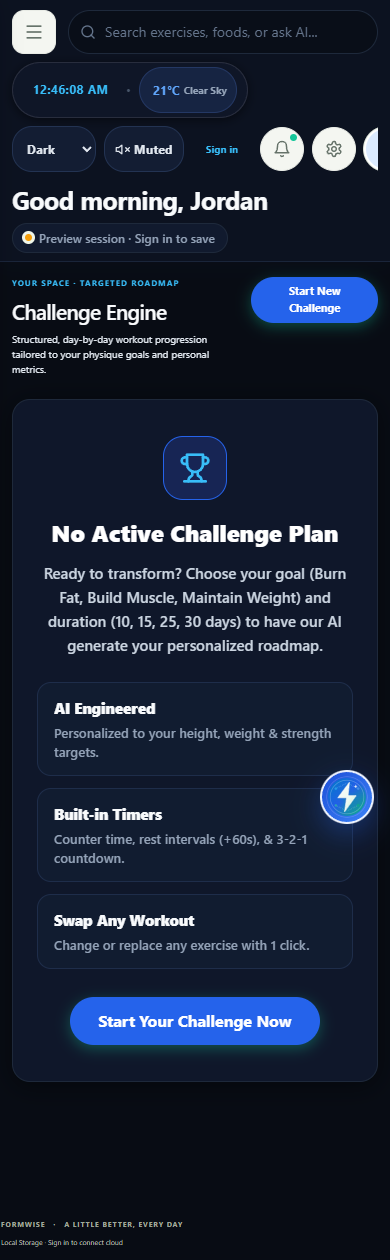 Search exercises, foods, or ask AI...
12:46:08 AM · 21°C Clear Sky
Dark Muted Sign in
Good morning, Jordan
Preview session · Sign in to save
YOUR SPACE · TARGETED ROADMAP
Challenge Engine
Start New
Challenge
Structured, day-by-day workout progression
tailored to your physique goals and personal
metrics.
No Active Challenge Plan
Ready to transform? Choose your goal (Burn
Fat, Build Muscle, Maintain Weight) and
duration (10, 15, 25, 30 days) to have our AI
generate your personalized roadmap.
AI Engineered
Personalized to your height, weight & strength
targets.
Built-in Timers
Counter time, rest intervals (+60s), & 3-2-1
countdown.
Swap Any Workout
Change or replace any exercise with 1 click.
Start Your Challenge Now
FORMWISE · A LITTLE BETTER, EVERY DAY
Local Storage · Sign in to connect cloud